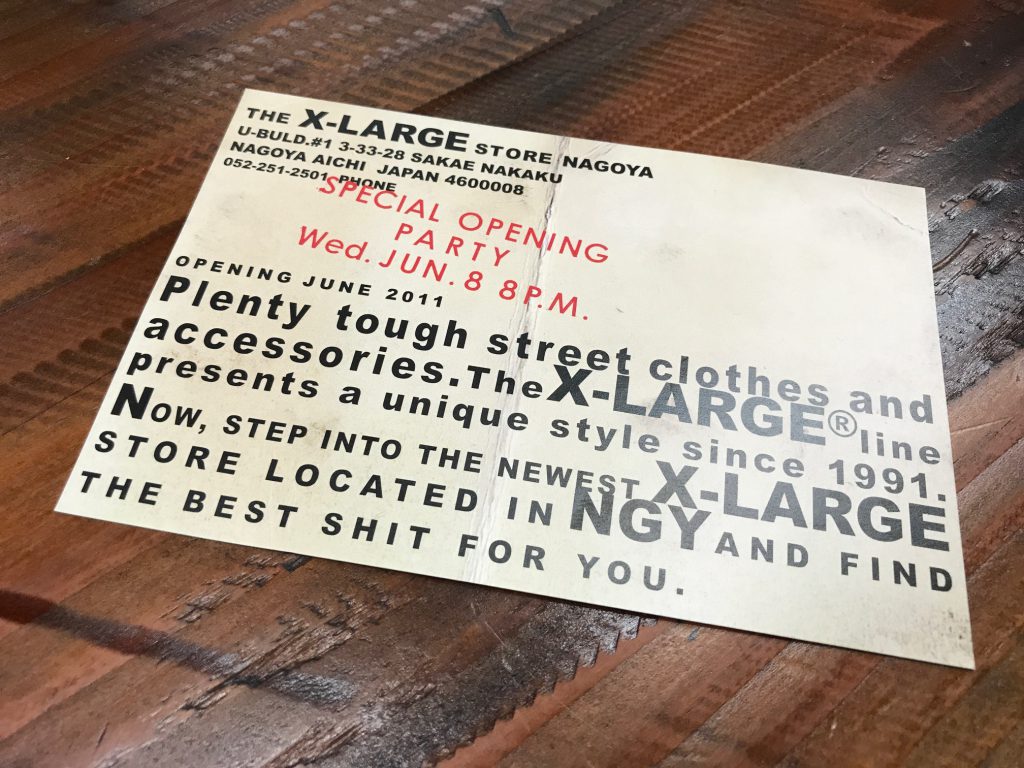 THE X-LARGE STORE NAGOYA
U-BULD.#1 3-33-28 SAKAE NAKAKU
NAGOYA AICHI JAPAN 4600008
052-251-2501 PHONE
SPECIAL OPENING
PARTY
Wed. JUN. 8 8P.M.
OPENING JUNE 2011
Plenty tough street clothes and
accessories. The X-LARGE® line
presents a unique style since 1991.
NOW, STEP INTO THE NEWEST X-LARGE
STORE LOCATED IN NGY AND FIND
THE BEST SHIT FOR YOU.